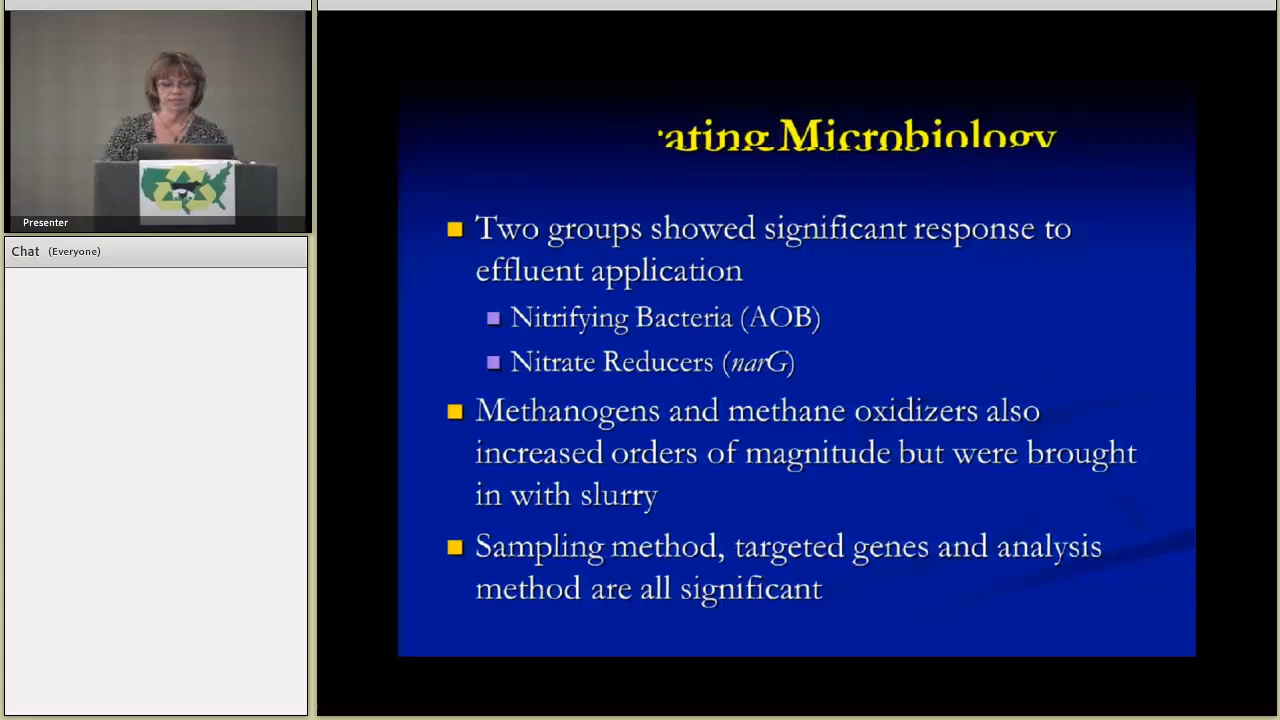 Presenter
Chat (Everyone)
Microbiology
Two groups showed significant response to
effluent application
Nitrifying Bacteria (AOB)
Nitrate Reducers (narG)
Methanogens and methane oxidizers also
increased orders of magnitude but were brought
in with slurry
Sampling method, targeted genes and analysis
method are all significant